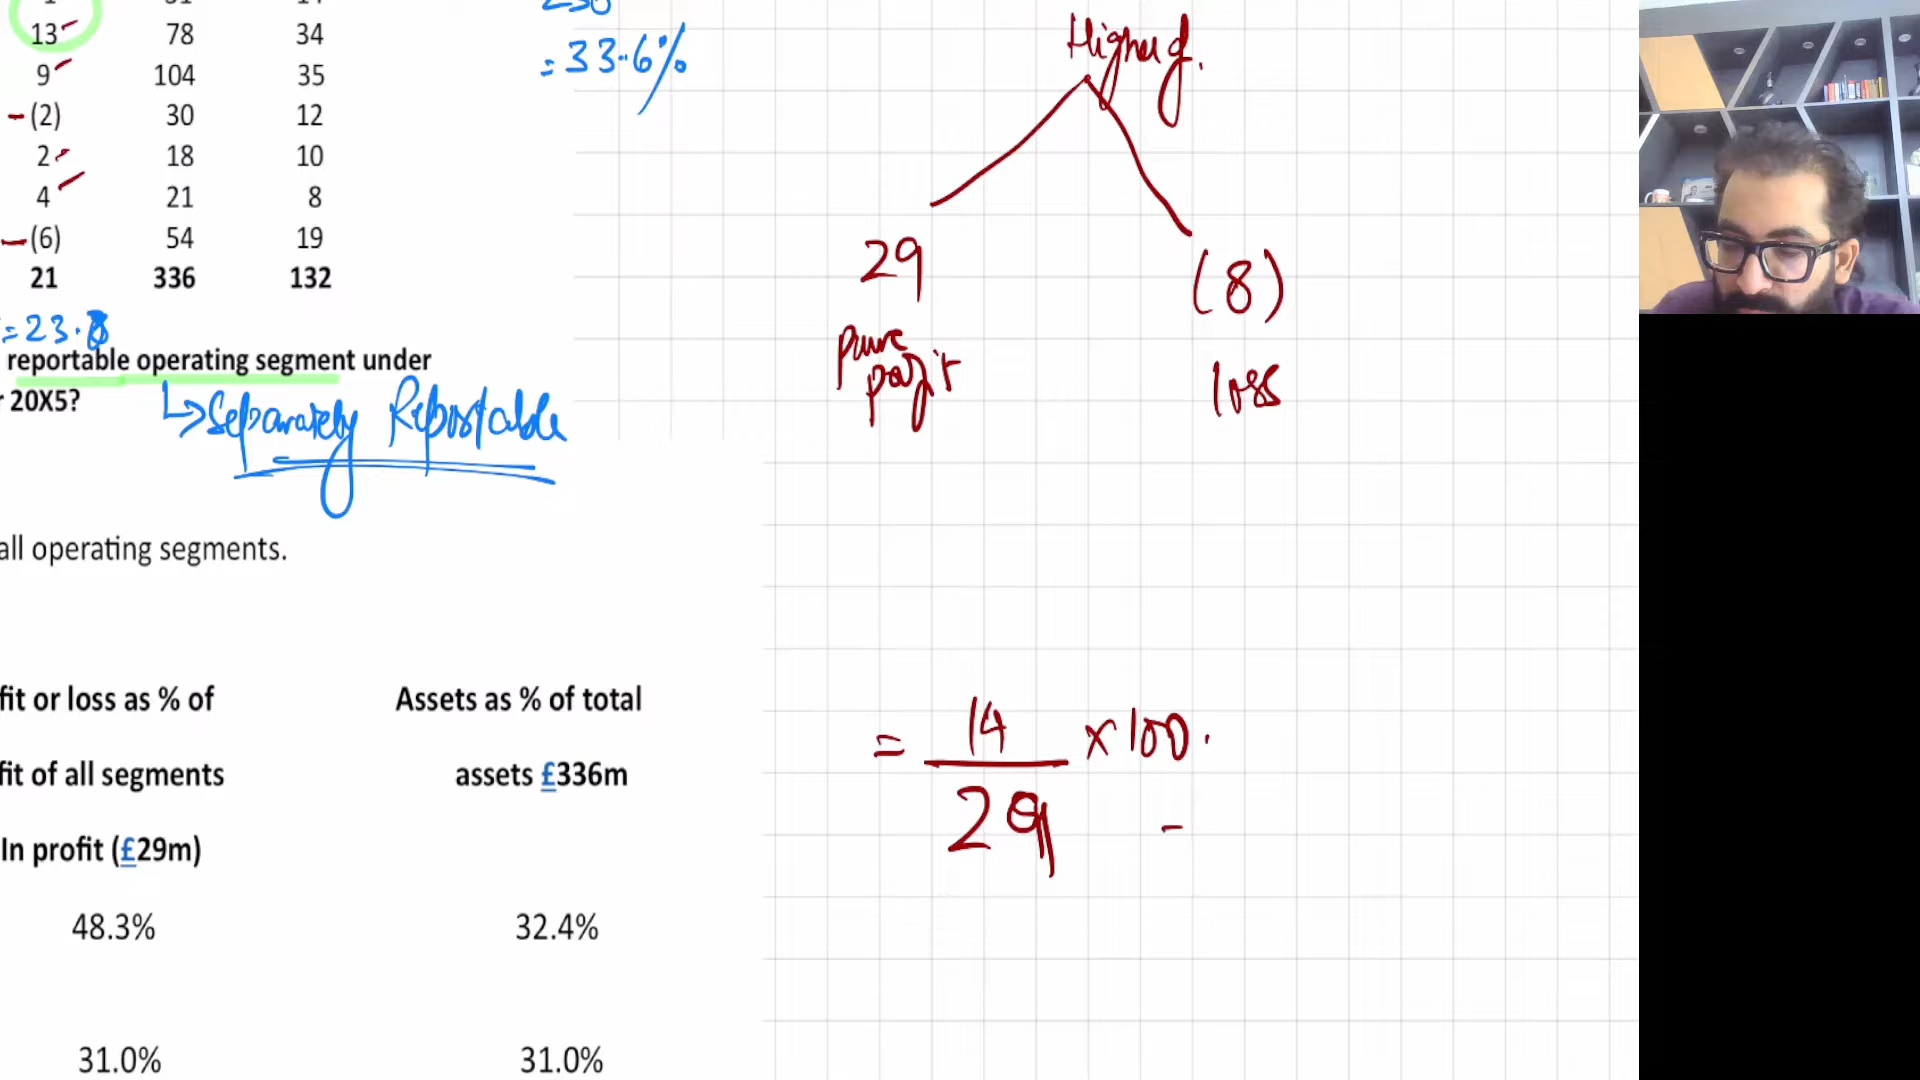 13 78 34
9 104 35
(2) 30 12
2 18 10
4 21 8
(6) 54 19
21 336 132
= 33.6%
Higher of.
29 (8)
pure profit loss
= 23.8
reportable operating segment under
20X5?
↳ Separately Reportable
all operating segments.
fit or loss as % of Assets as % of total
fit of all segments assets £336m
In profit (£29m)
= 14 / 29 × 100.
48.3% 32.4%
31.0% 31.0%